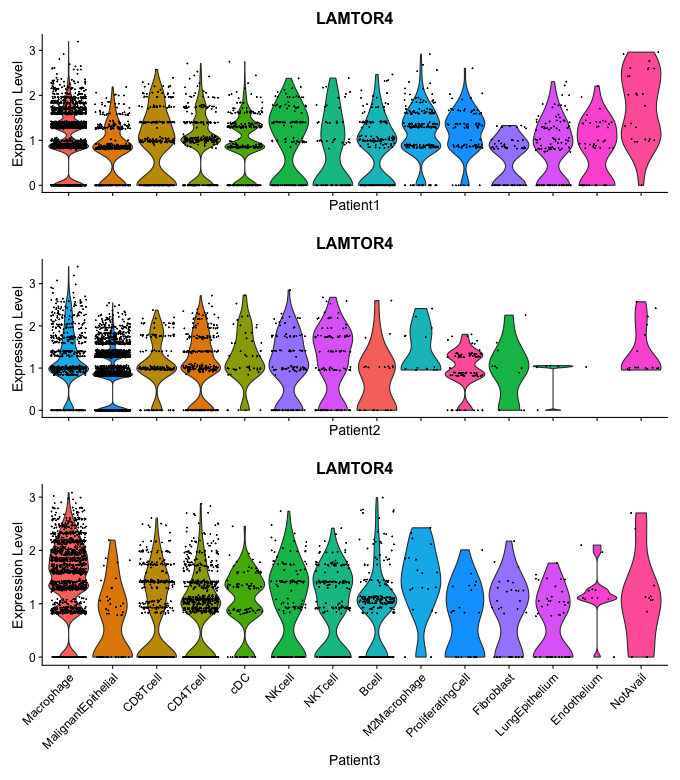 LAMTOR4
Expression Level
3
2
1
0
Patient1
LAMTOR4
Expression Level
3
2
1
0
Patient2
LAMTOR4
Expression Level
3
2
1
0
Macrophage
MalignantEpithelial
CD8Tcell
CD4Tcell
cDC
NKcell
NKTcell
Bcell
M2Macrophage
ProliferatingCell
Fibroblast
LungEpithelium
Endothelium
NotAvail
Patient3